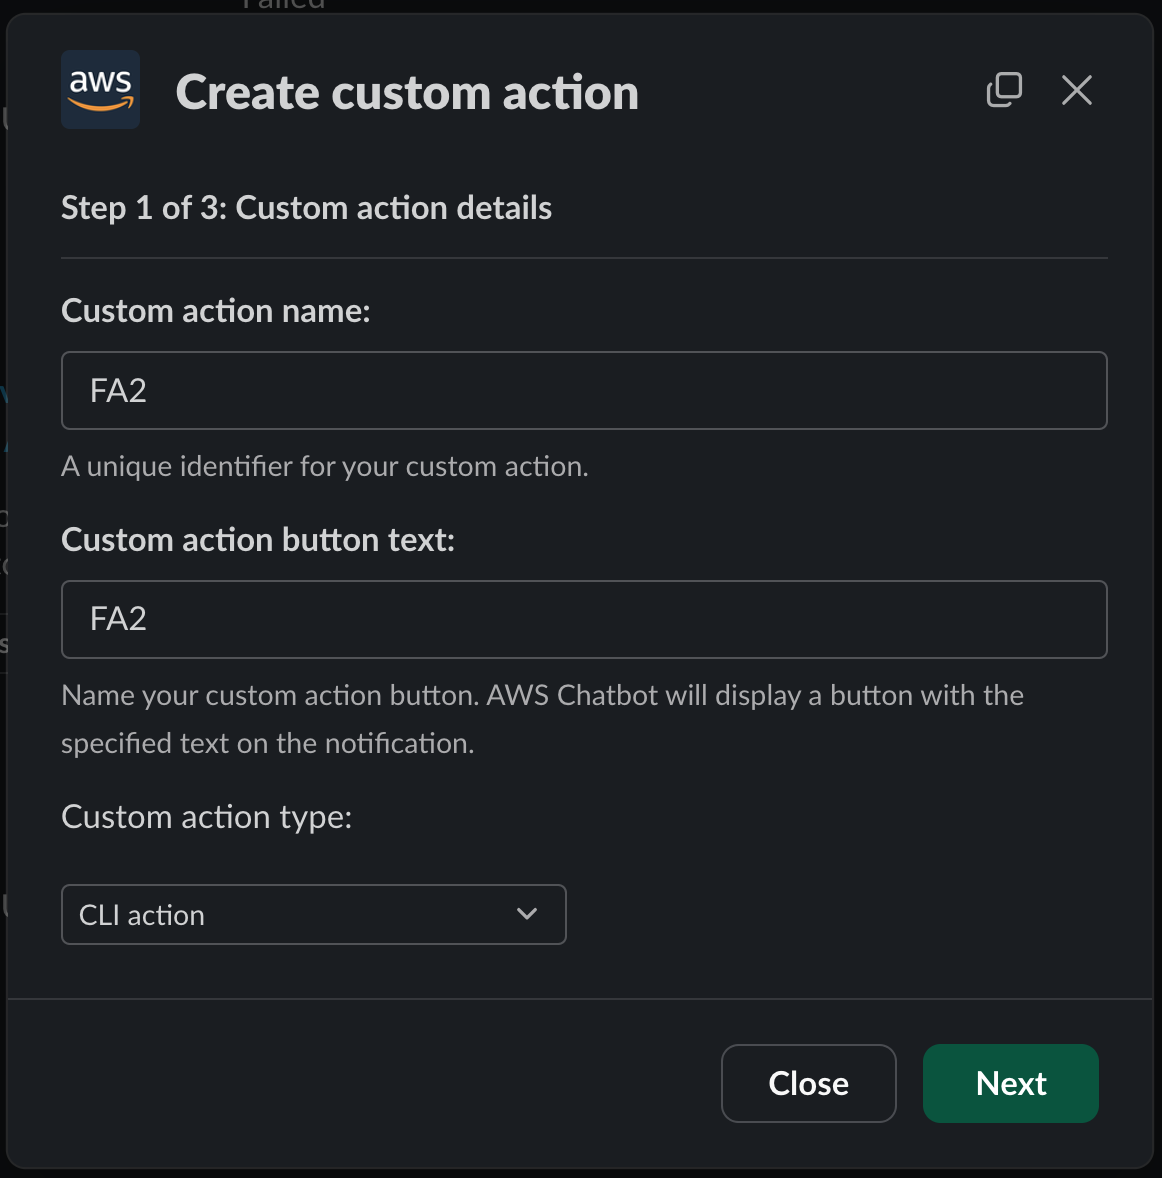 Failed
aws
Create custom action
Step 1 of 3: Custom action details
Custom action name:
FA2
A unique identifier for your custom action.
Custom action button text:
FA2
Name your custom action button. AWS Chatbot will display a button with the
specified text on the notification.
Custom action type:
CLI action
Close
Next